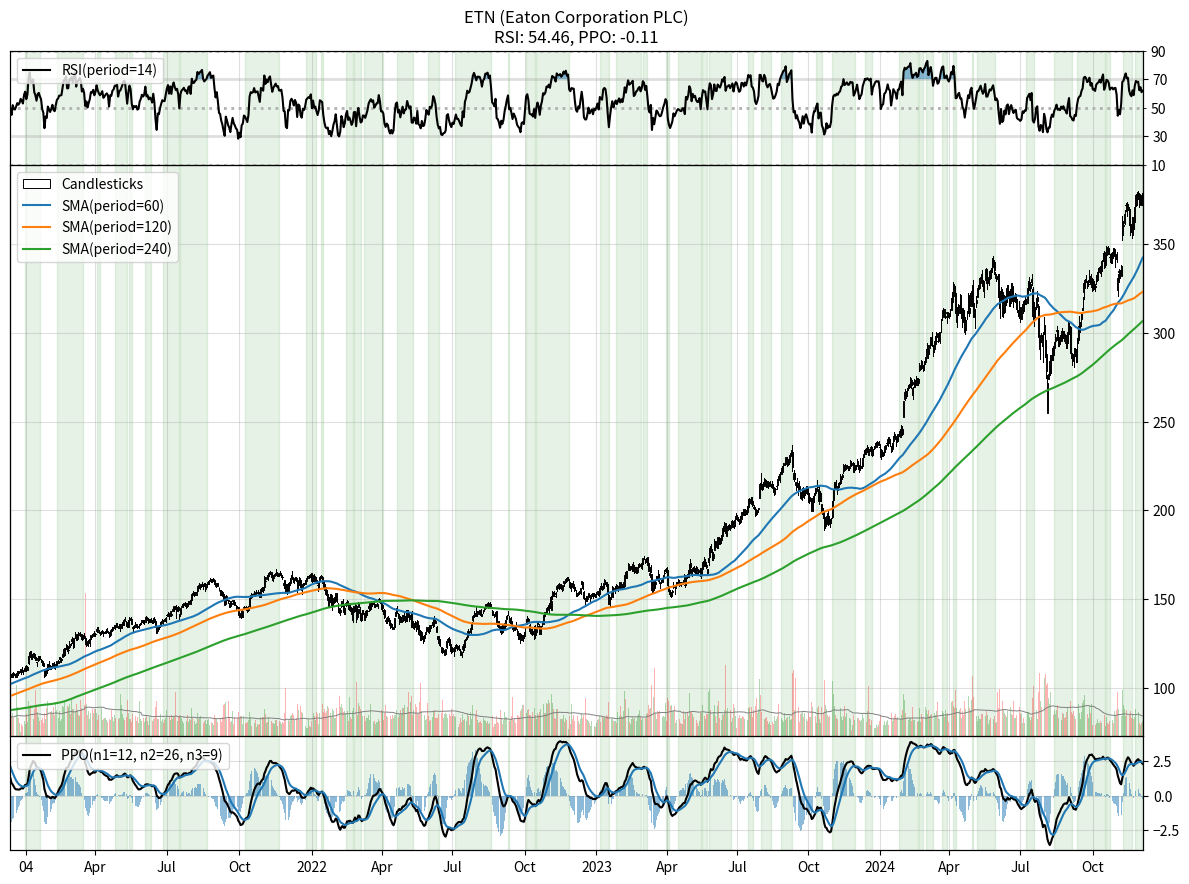 ETN (Eaton Corporation PLC)
RSI: 54.46, PPO: -0.11
RSI(period=14)
90
70
50
30
10
Candlesticks
SMA(period=60)
SMA(period=120)
SMA(period=240)
350
300
250
200
150
100
PPO(n1=12, n2=26, n3=9)
2.5
0.0
−2.5
04 Apr Jul Oct 2022 Apr Jul Oct 2023 Apr Jul Oct 2024 Apr Jul Oct